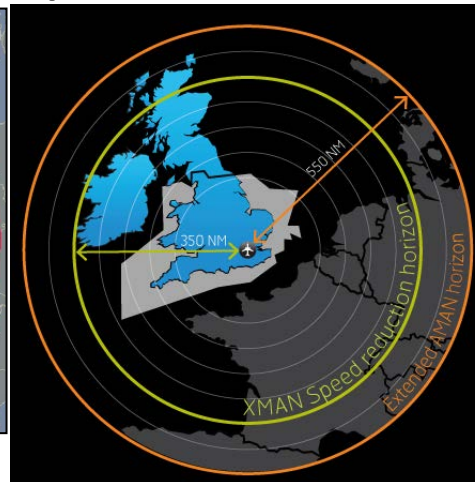 550 NM
350 NM
XMAN Speed reduction horizon
Extended AMAN horizon